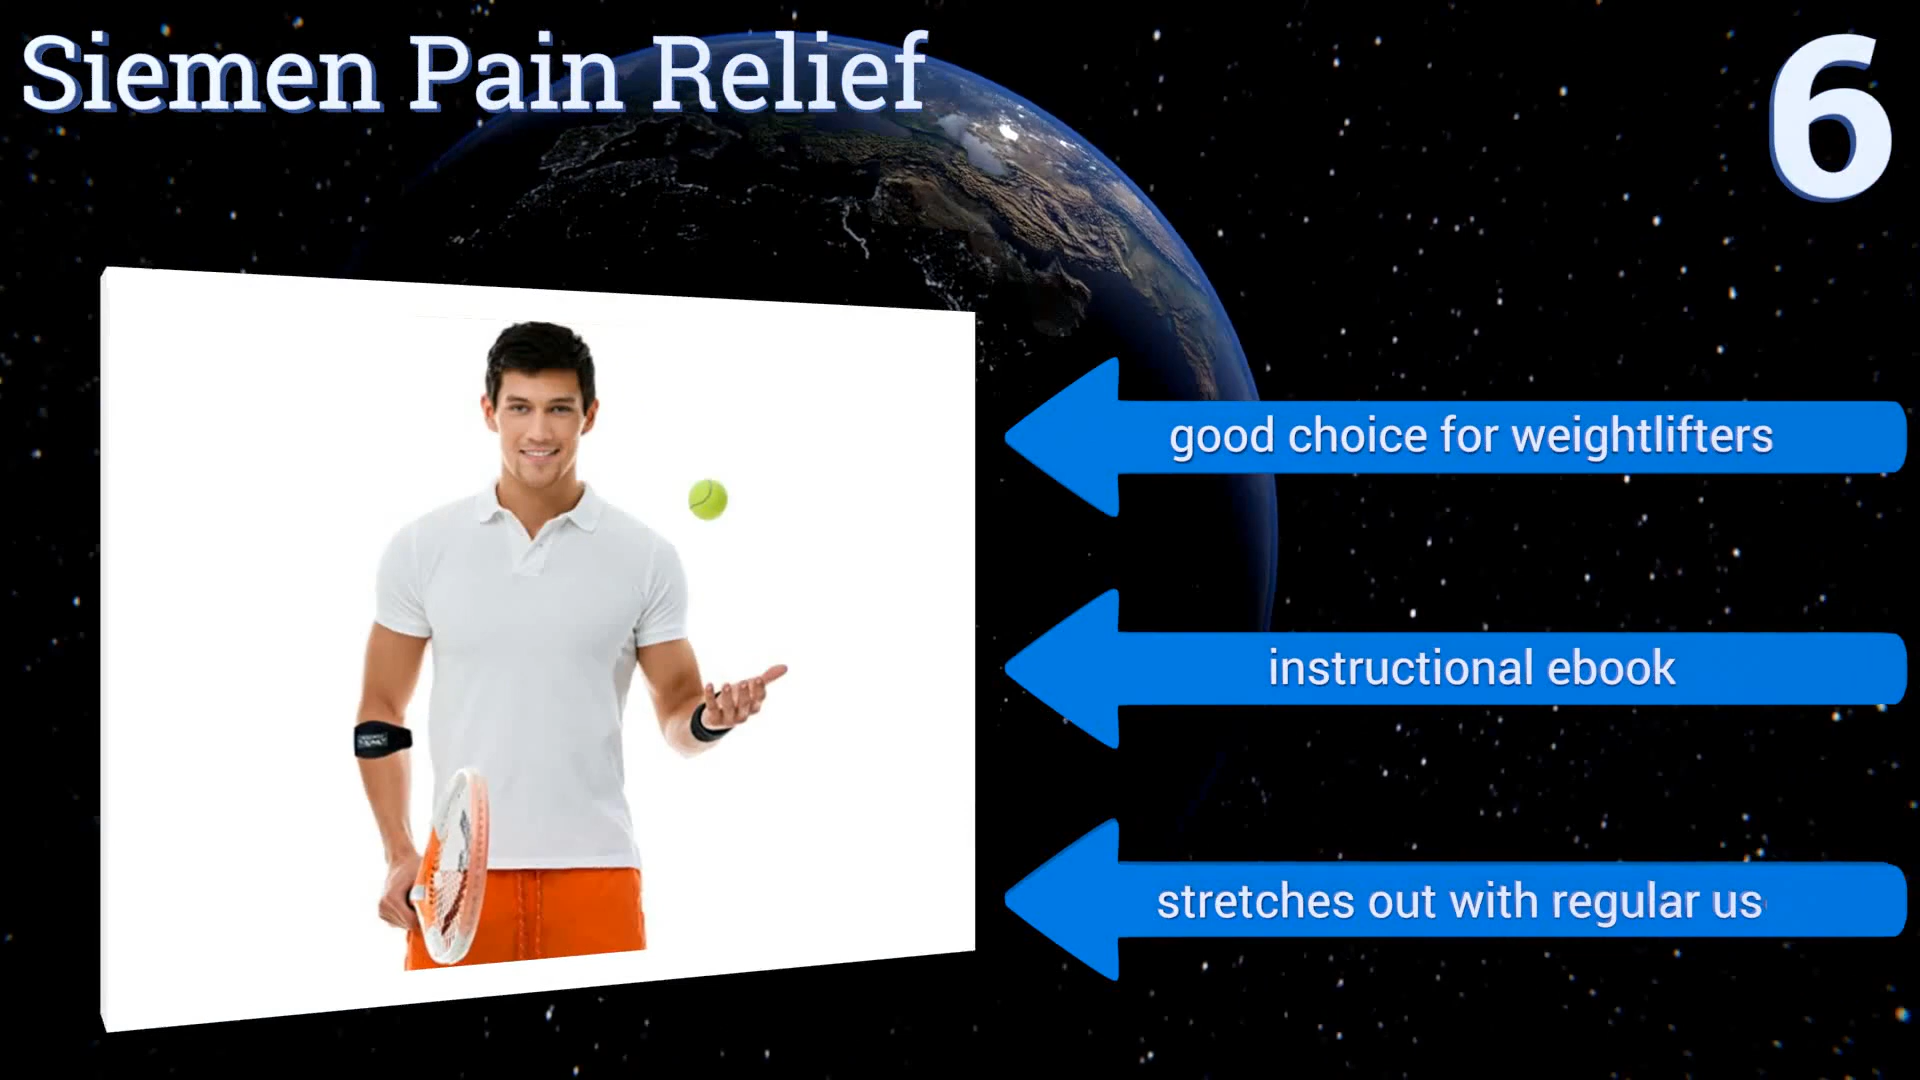 Siemen Pain Relief
6
good choice for weightlifters
instructional ebook
stretches out with regular us